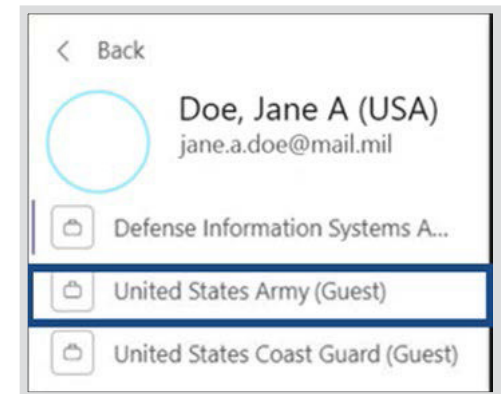 < Back
Doe, Jane A (USA)
jane.a.doe@mail.mil
Defense Information Systems A...
United States Army (Guest)
United States Coast Guard (Guest)